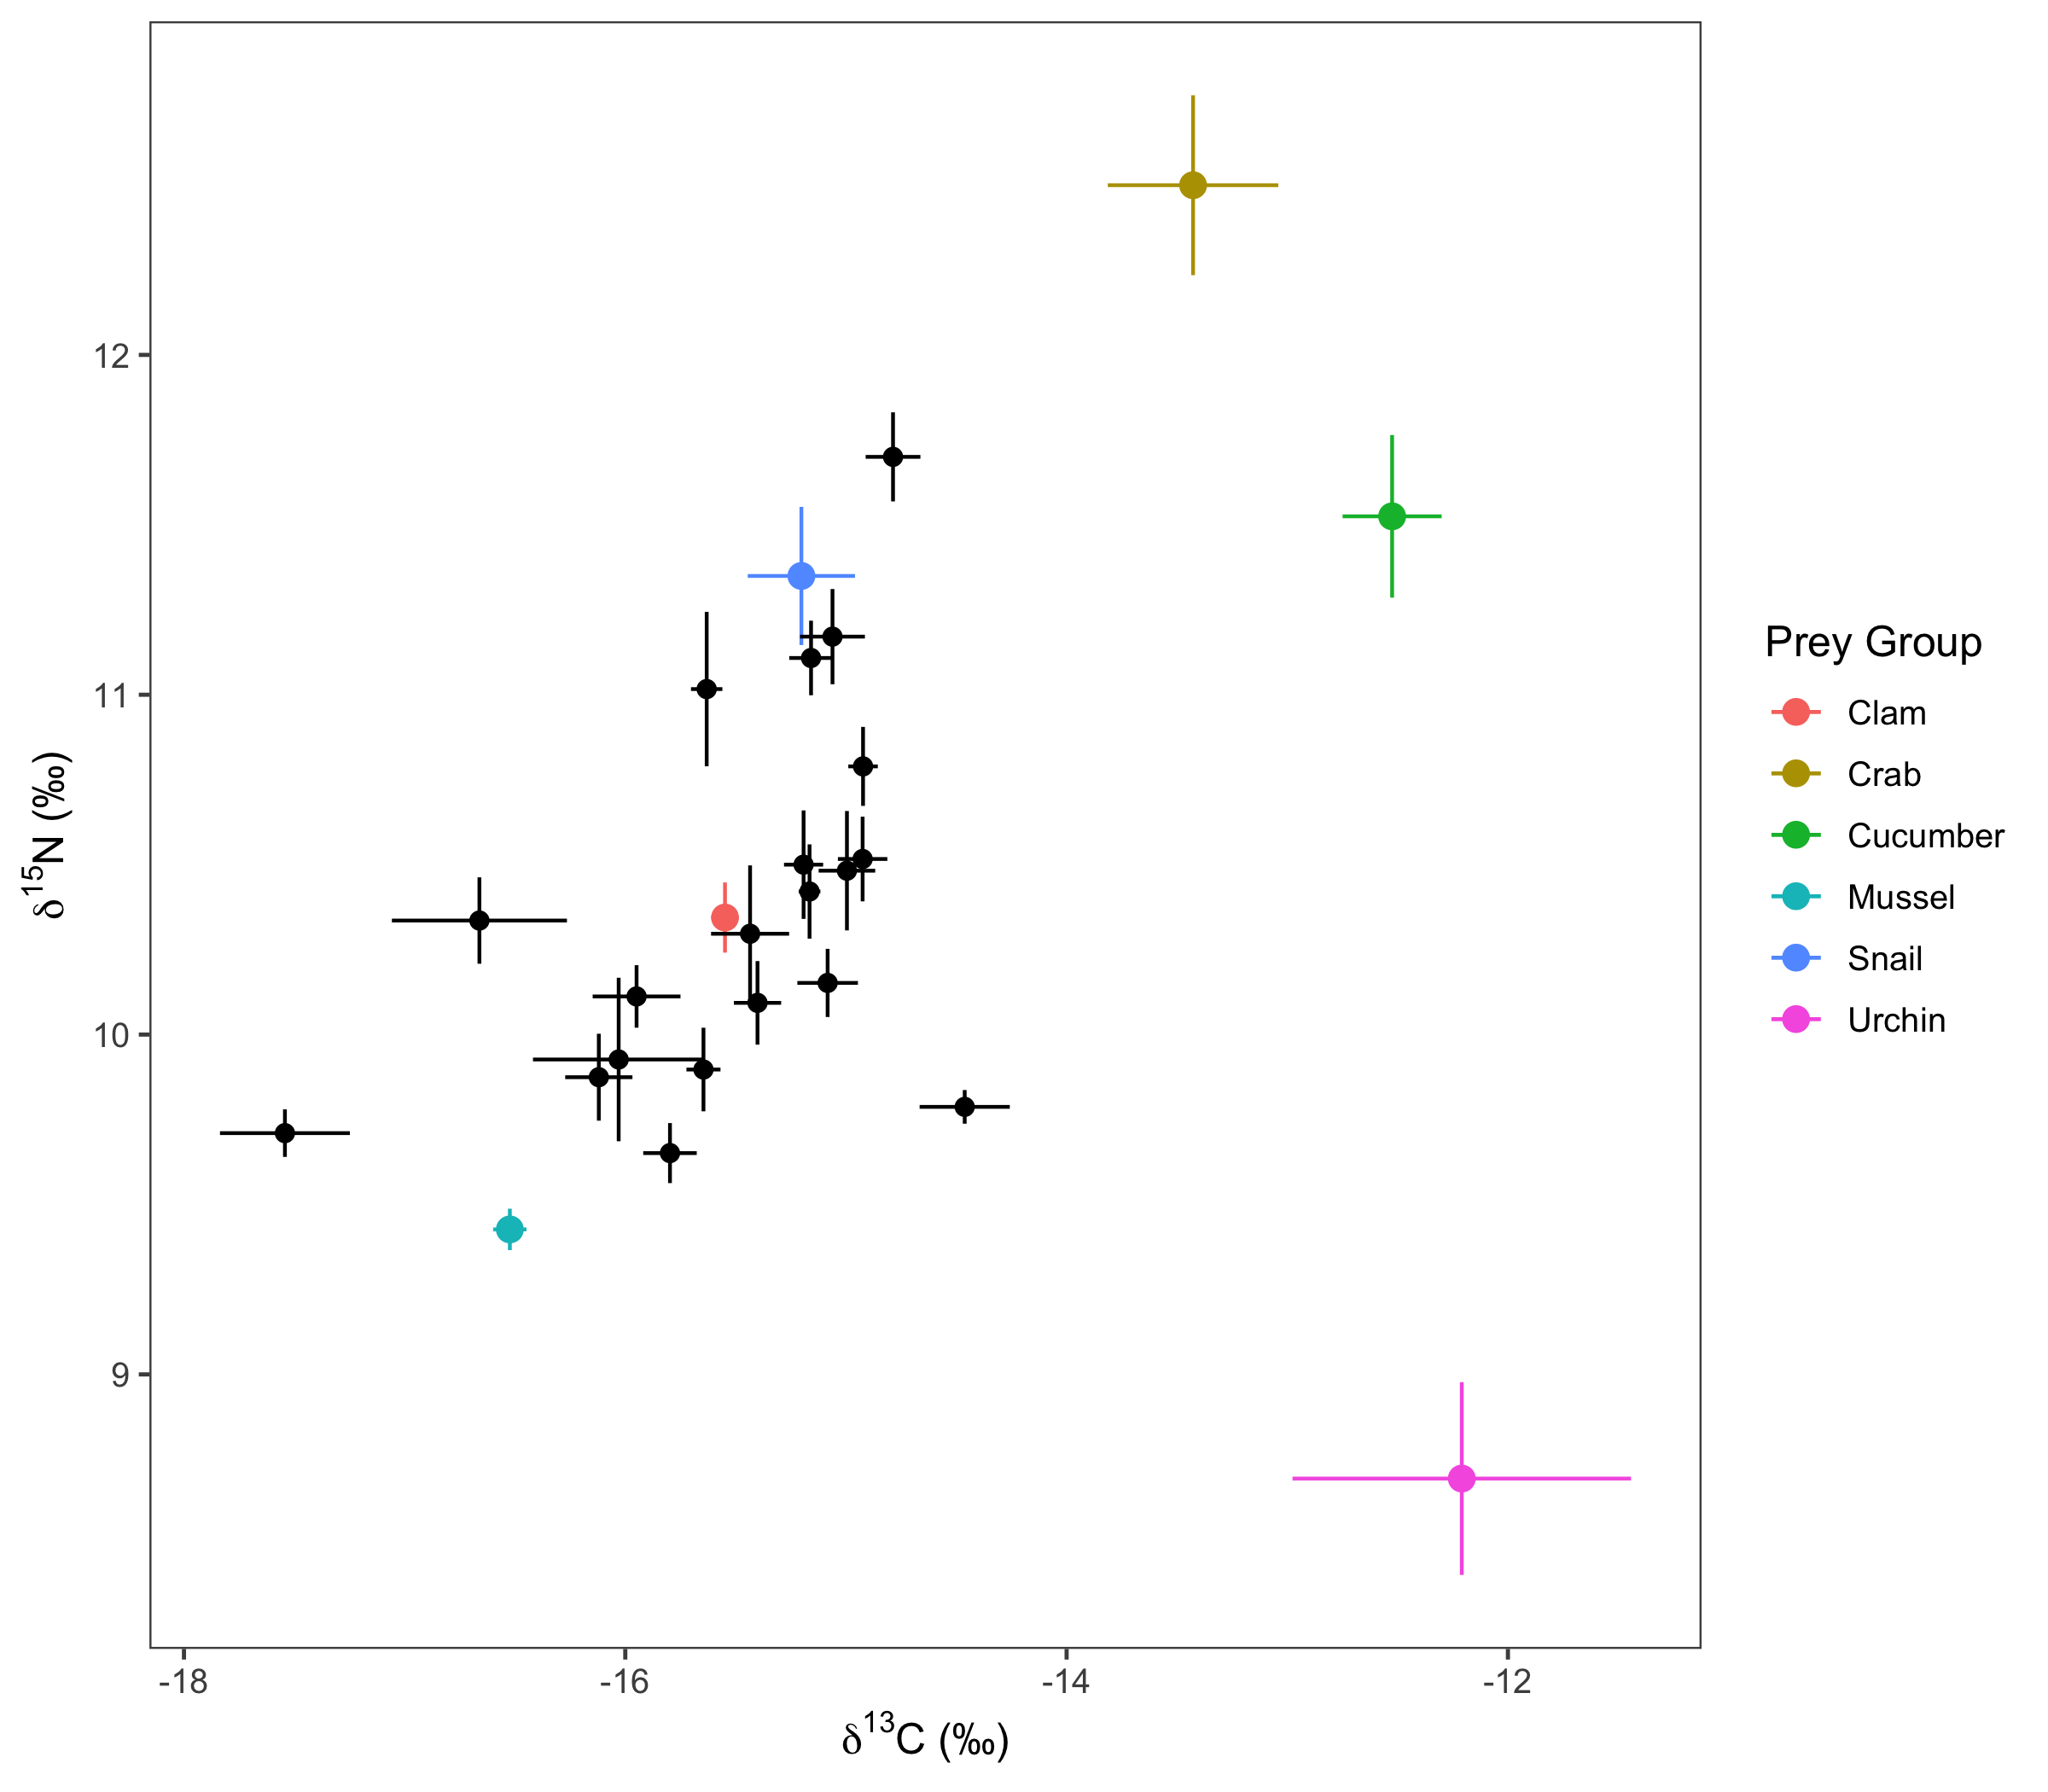 12
11
10
9
δ15N (‰)
-18
-16
-14
-12
δ13C (‰)
Prey Group
Clam
Crab
Cucumber
Mussel
Snail
Urchin